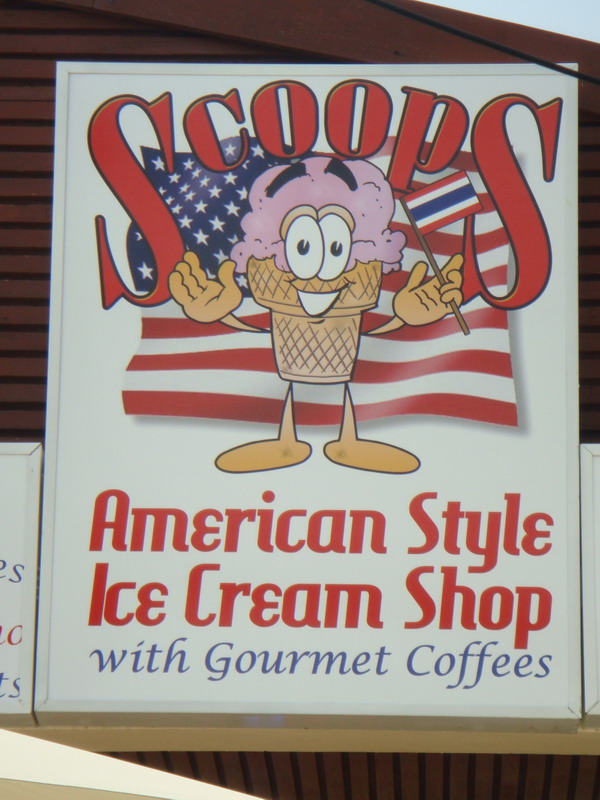 Scoops
American Style
Ice Cream Shop
with Gourmet Coffees